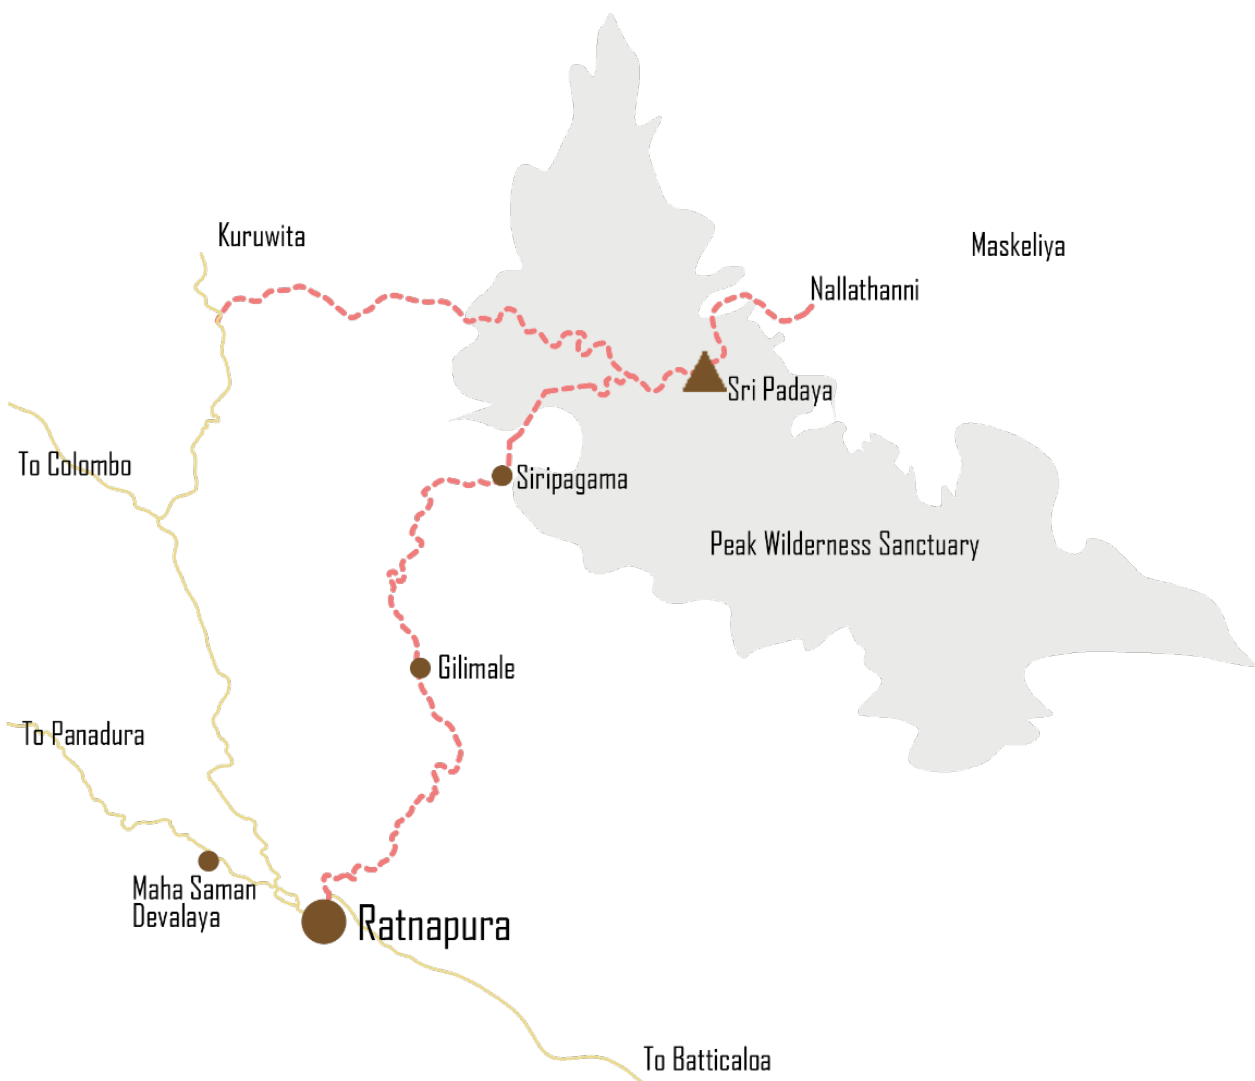 Kuruwita
Maskeliya
Nallathanni
Sri Padaya
To Colombo
Siripagama
Peak Wilderness Sanctuary
Gilimale
To Panadura
Maha Saman
Devalaya
Ratnapura
To Batticaloa